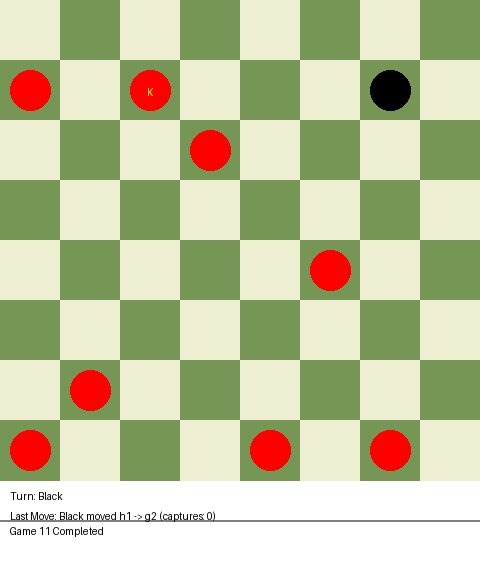 K
Turn: Black
Last Move: Black moved h1 -> g2 (captures: 0)
Game 11 Completed